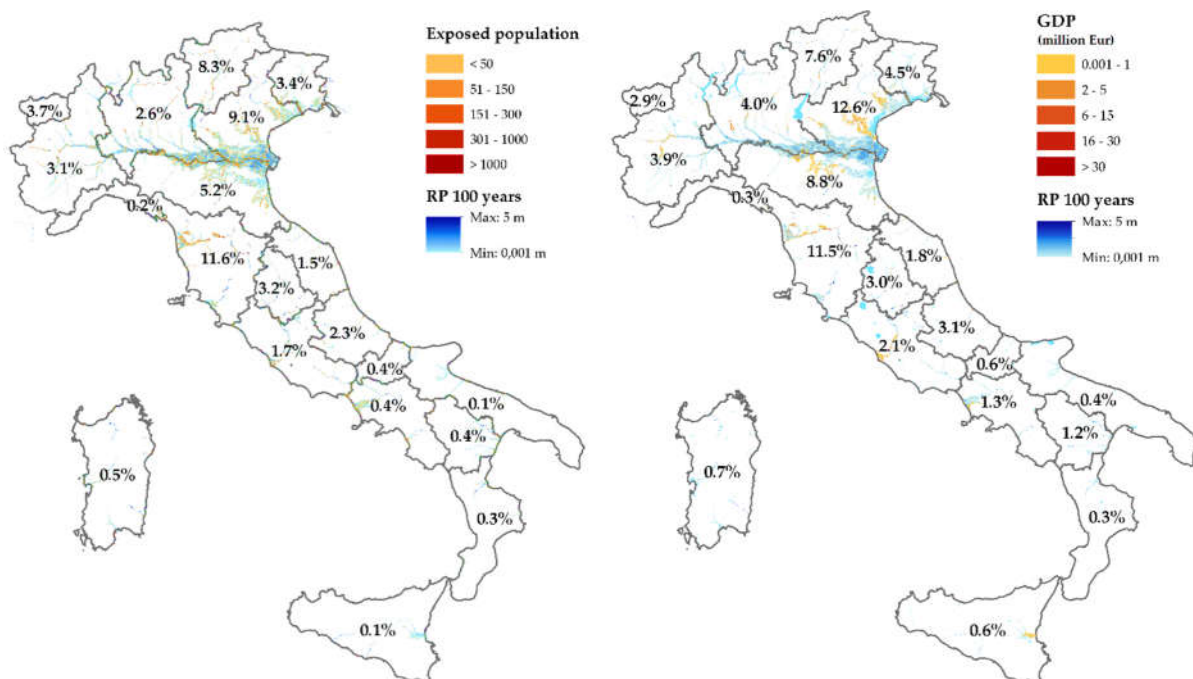 Exposed population
< 50
51 - 150
151 - 300
301 - 1000
> 1000
RP 100 years
Max: 5 m
Min: 0,001 m
8.3%
3.4%
3.7%
2.6%
9.1%
3.1%
5.2%
0.2%
11.6%
1.5%
3.2%
2.3%
1.7%
0.4%
0.4%
0.1%
0.4%
0.5%
0.3%
0.1%
GDP
(million Eur)
0.001 - 1
2 - 5
6 - 15
16 - 30
> 30
RP 100 years
Max: 5 m
Min: 0,001 m
7.6%
4.5%
2.9%
4.0%
12.6%
3.9%
8.8%
0.3%
11.5%
1.8%
3.0%
3.1%
2.1%
0.6%
1.3%
0.4%
1.2%
0.7%
0.3%
0.6%